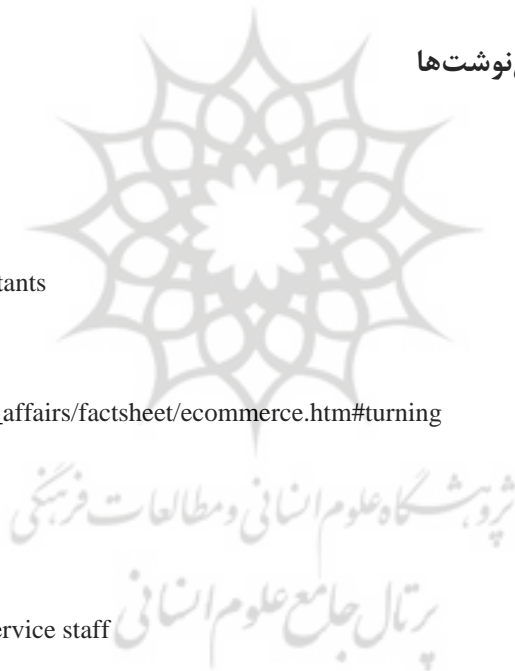 نوشت‌ها
tants
_affairs/factsheet/ecommerce.htm#turning
پژوهشگاه علوم انسانی و مطالعات فرهنگی
ervice staff
پرتال جامع علوم انسانی